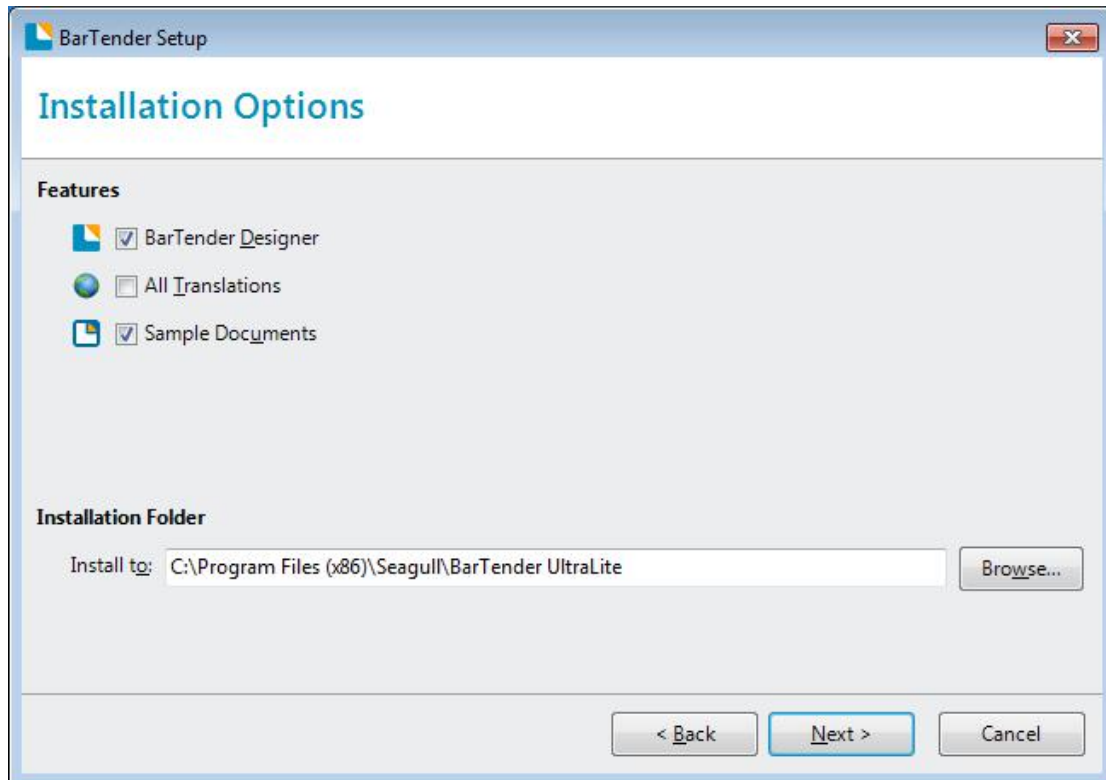 BarTender Setup
Installation Options
Features
BarTender Designer
All Translations
Sample Documents
Installation Folder
Install to: C:\Program Files (x86)\Seagull\BarTender UltraLite Browse...
< Back Next > Cancel